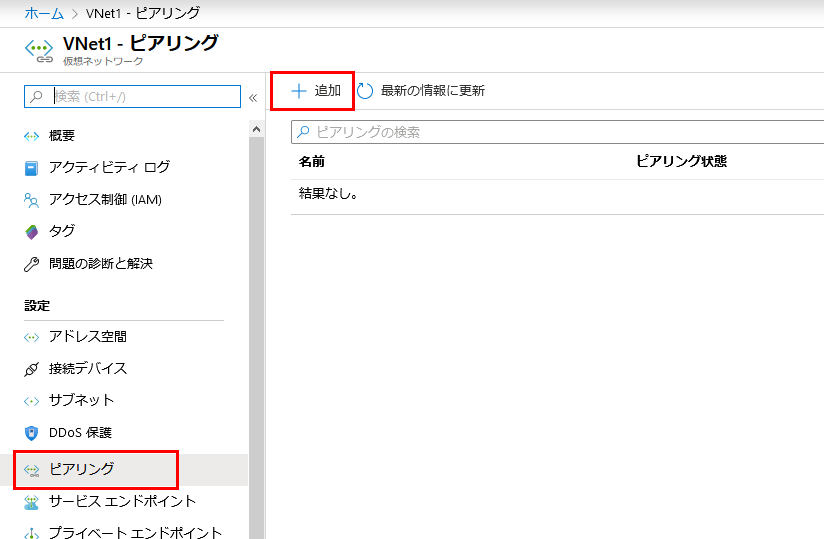 ホーム > VNet1 - ピアリング
VNet1 - ピアリング
仮想ネットワーク
検索 (Ctrl+/)
«
概要
アクティビティ ログ
アクセス制御 (IAM)
タグ
問題の診断と解決
設定
アドレス空間
接続デバイス
サブネット
DDoS 保護
ピアリング
サービス エンドポイント
プライベート エンドポイント
追加
最新の情報に更新
ピアリングの検索
名前 ピアリング状態
結果なし。